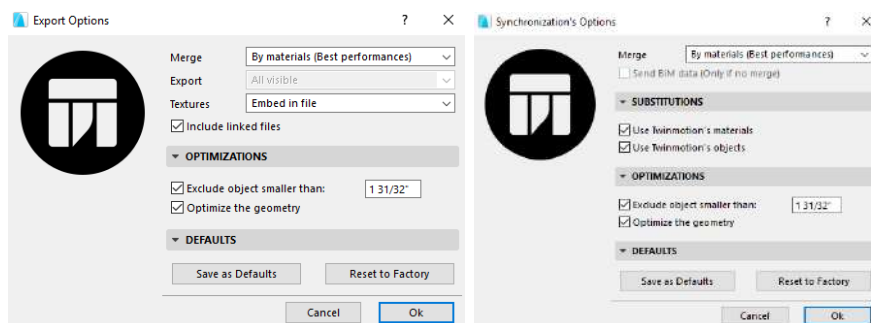 Export Options
?
Merge By materials (Best performances)
Export All visible
Textures Embed in file
Include linked files
OPTIMIZATIONS
Exclude object smaller than: 1 31/32"
Optimize the geometry
DEFAULTS
Save as Defaults Reset to Factory
Cancel Ok
Synchronization's Options
?
Merge By materials (Best performances)
Send BIM data (Only if no merge)
SUBSTITUTIONS
Use Twinmotion's materials
Use Twinmotion's objects
OPTIMIZATIONS
Exclude object smaller than: 1 31/32"
Optimize the geometry
DEFAULTS
Save as Defaults Reset to Factory
Cancel Ok